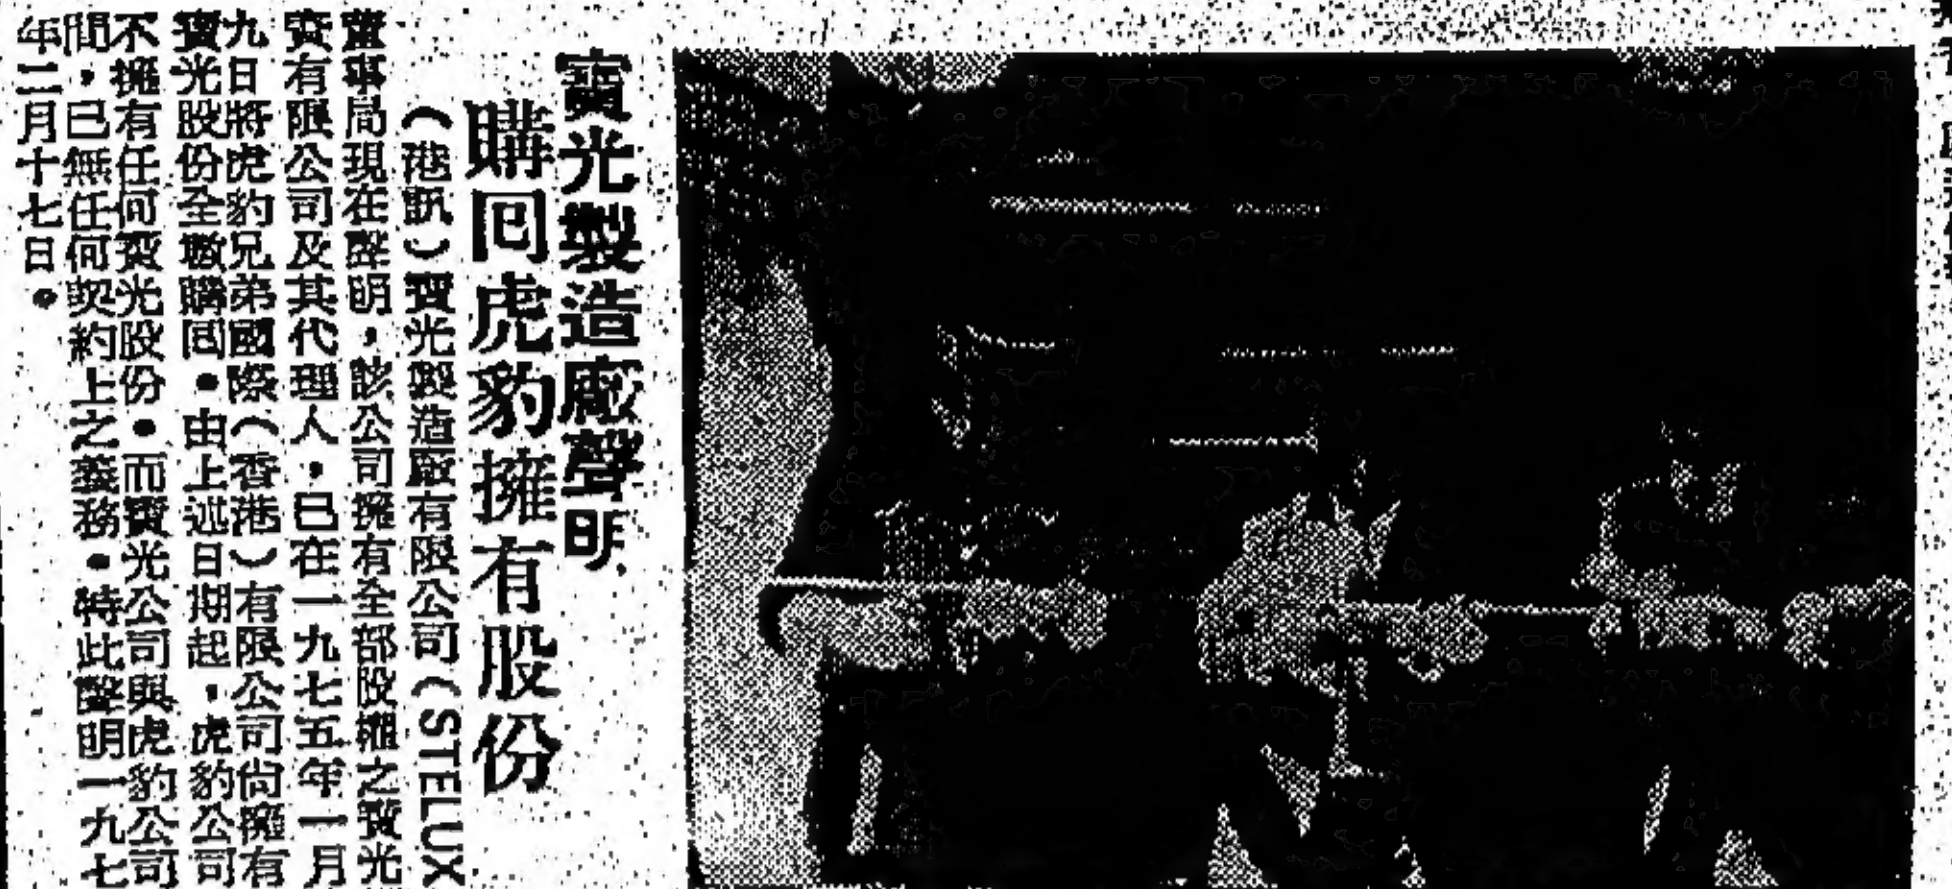 寶光製造廠聲明
購囘虎豹擁有股份
（港訊）寶光製造廠有限公司（STELUX
董事局現在聲明，該公司擁有全部股權之寶光
資有限公司及其代理人，已在一九七五年一月
九日將虎豹兄弟國際（香港）有限公司尙擁有
寶光股份全數購囘。由上述日期起，虎豹公司
不擁有任何寶光股份。而寶光公司與虎豹公司
間，已無任何契約上之義務。特此聲明一九七
年二月十七日。